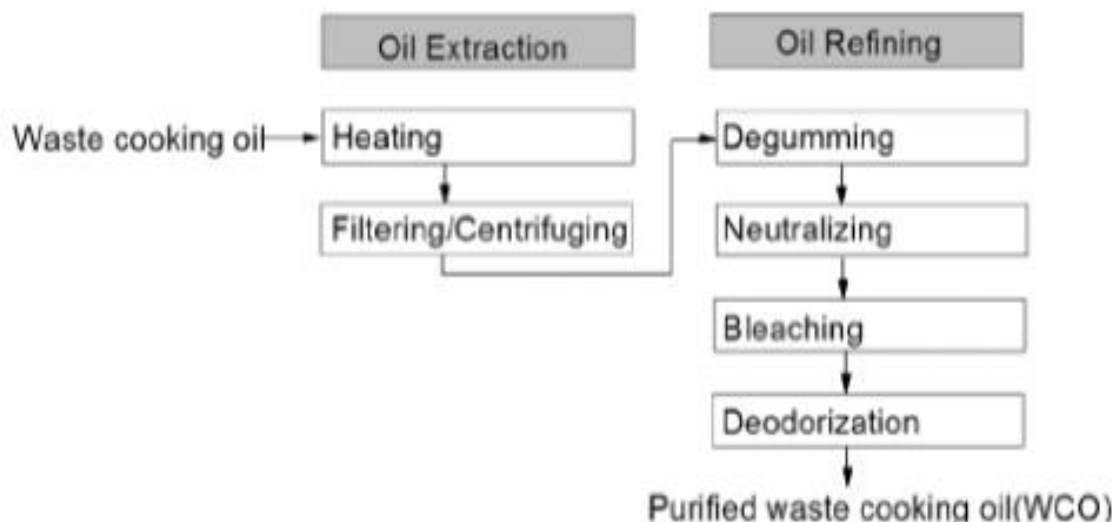 Oil Extraction
Oil Refining
Waste cooking oil
Heating
Filtering/Centrifuging
Degumming
Neutralizing
Bleaching
Deodorization
Purified waste cooking oil(WCO)